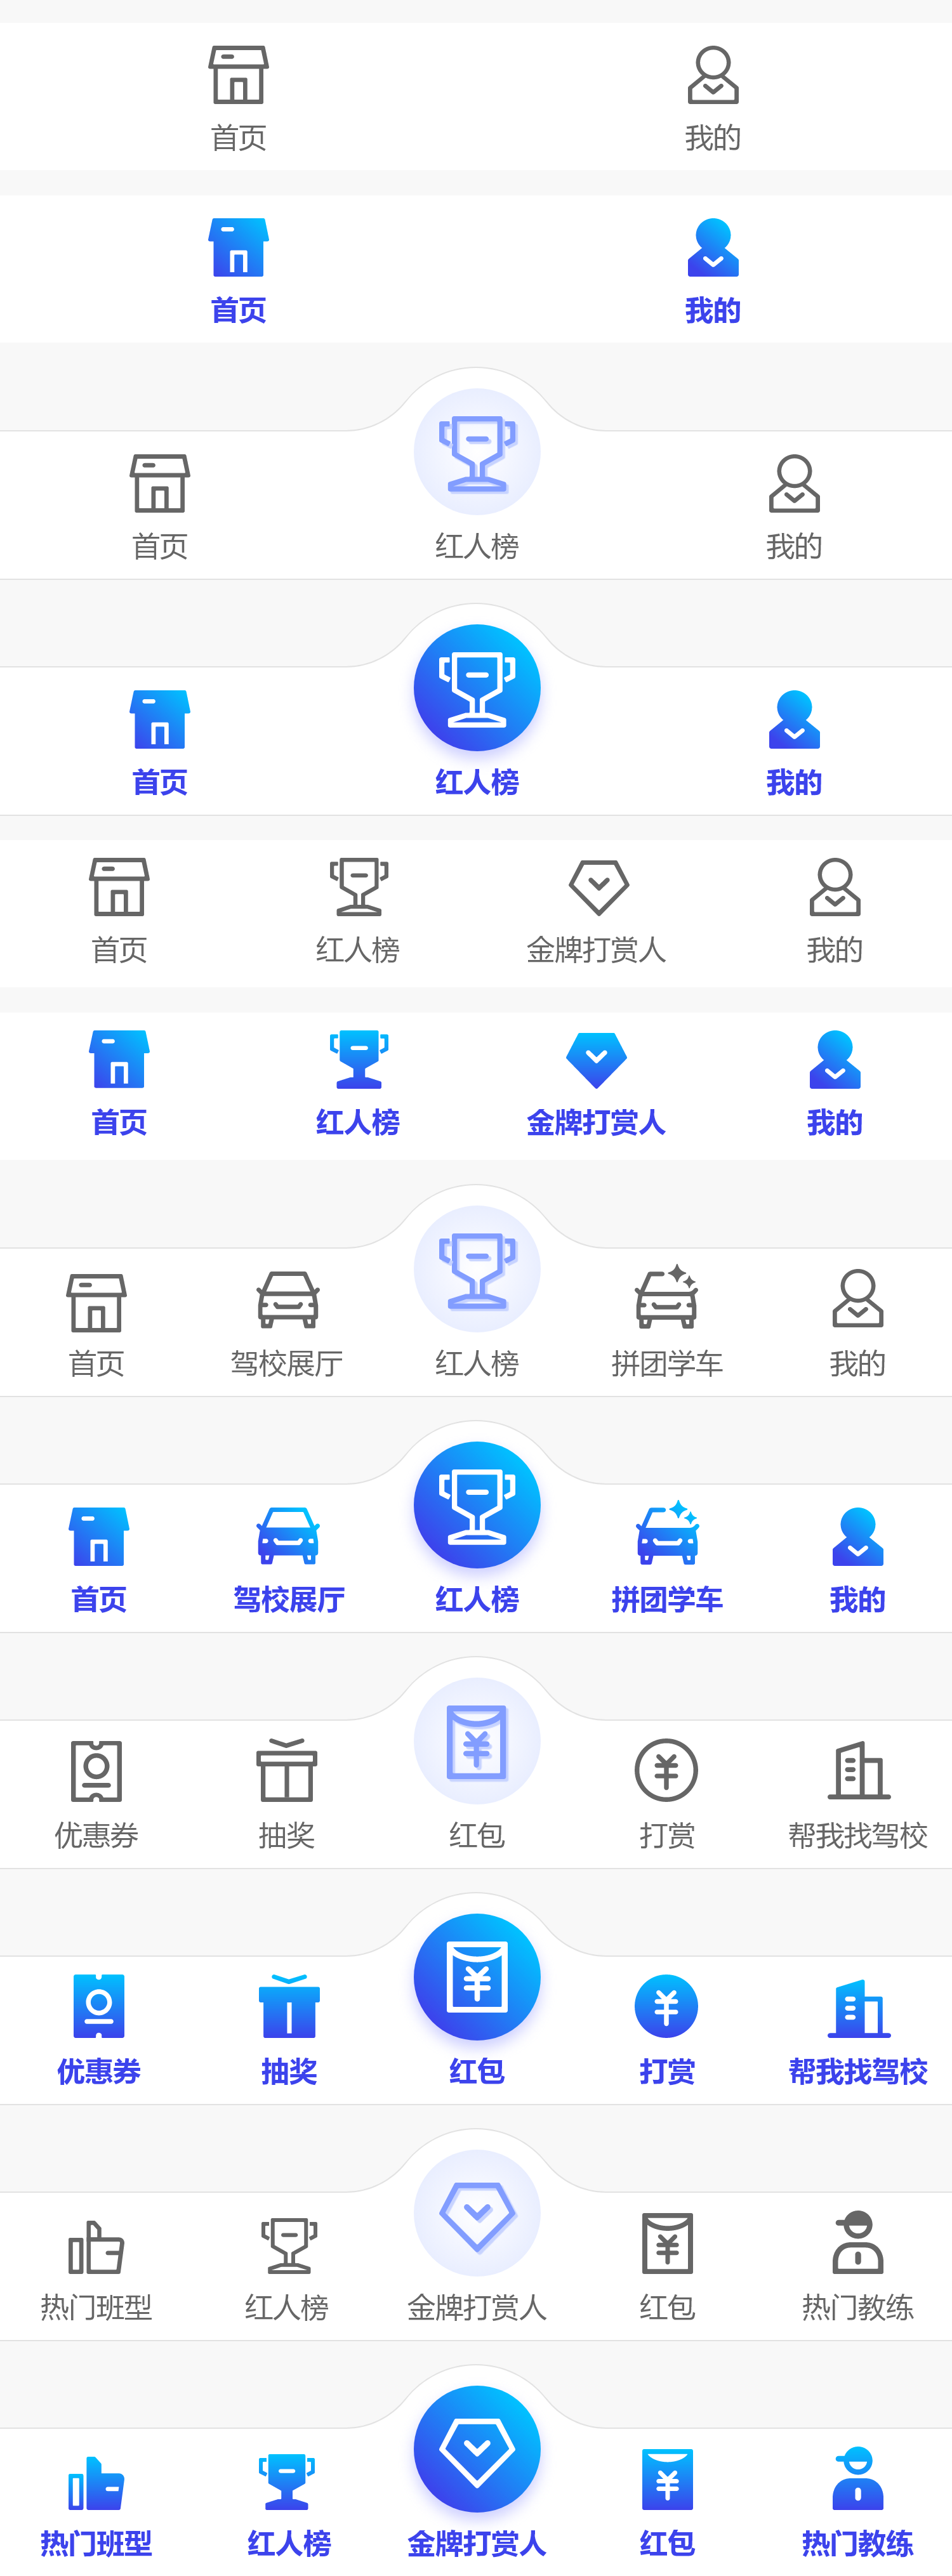 首页 我的
首页 我的
首页 红人榜 我的
首页 红人榜 我的
首页 红人榜 金牌打赏人 我的
首页 红人榜 金牌打赏人 我的
首页 驾校展厅 红人榜 拼团学车 我的
首页 驾校展厅 红人榜 拼团学车 我的
¥ ¥
优惠券 抽奖 红包 打赏 帮我找驾校
¥ ¥
优惠券 抽奖 红包 打赏 帮我找驾校
¥
热门班型 红人榜 金牌打赏人 红包 热门教练
¥
热门班型 红人榜 金牌打赏人 红包 热门教练